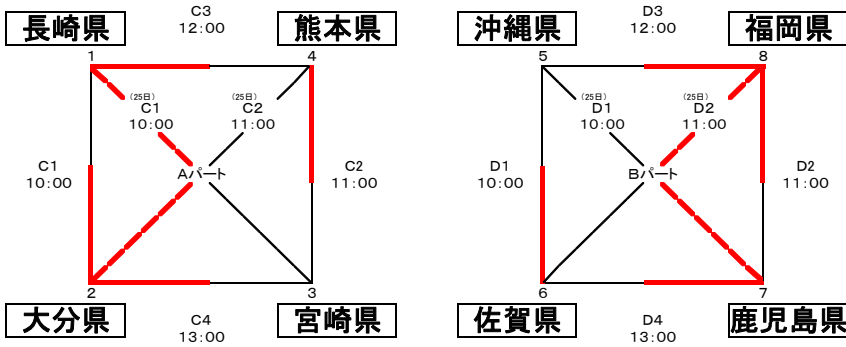 C3
12:00
長崎県
熊本県
1
4
(25日)
C1
10:00
(25日)
C2
11:00
C1
10:00
Aパート
C2
11:00
2
3
大分県
C4
13:00
宮崎県
D3
12:00
沖縄県
福岡県
5
8
(25日)
D1
10:00
(25日)
D2
11:00
D1
10:00
Bパート
D2
11:00
6
7
佐賀県
D4
13:00
鹿児島県